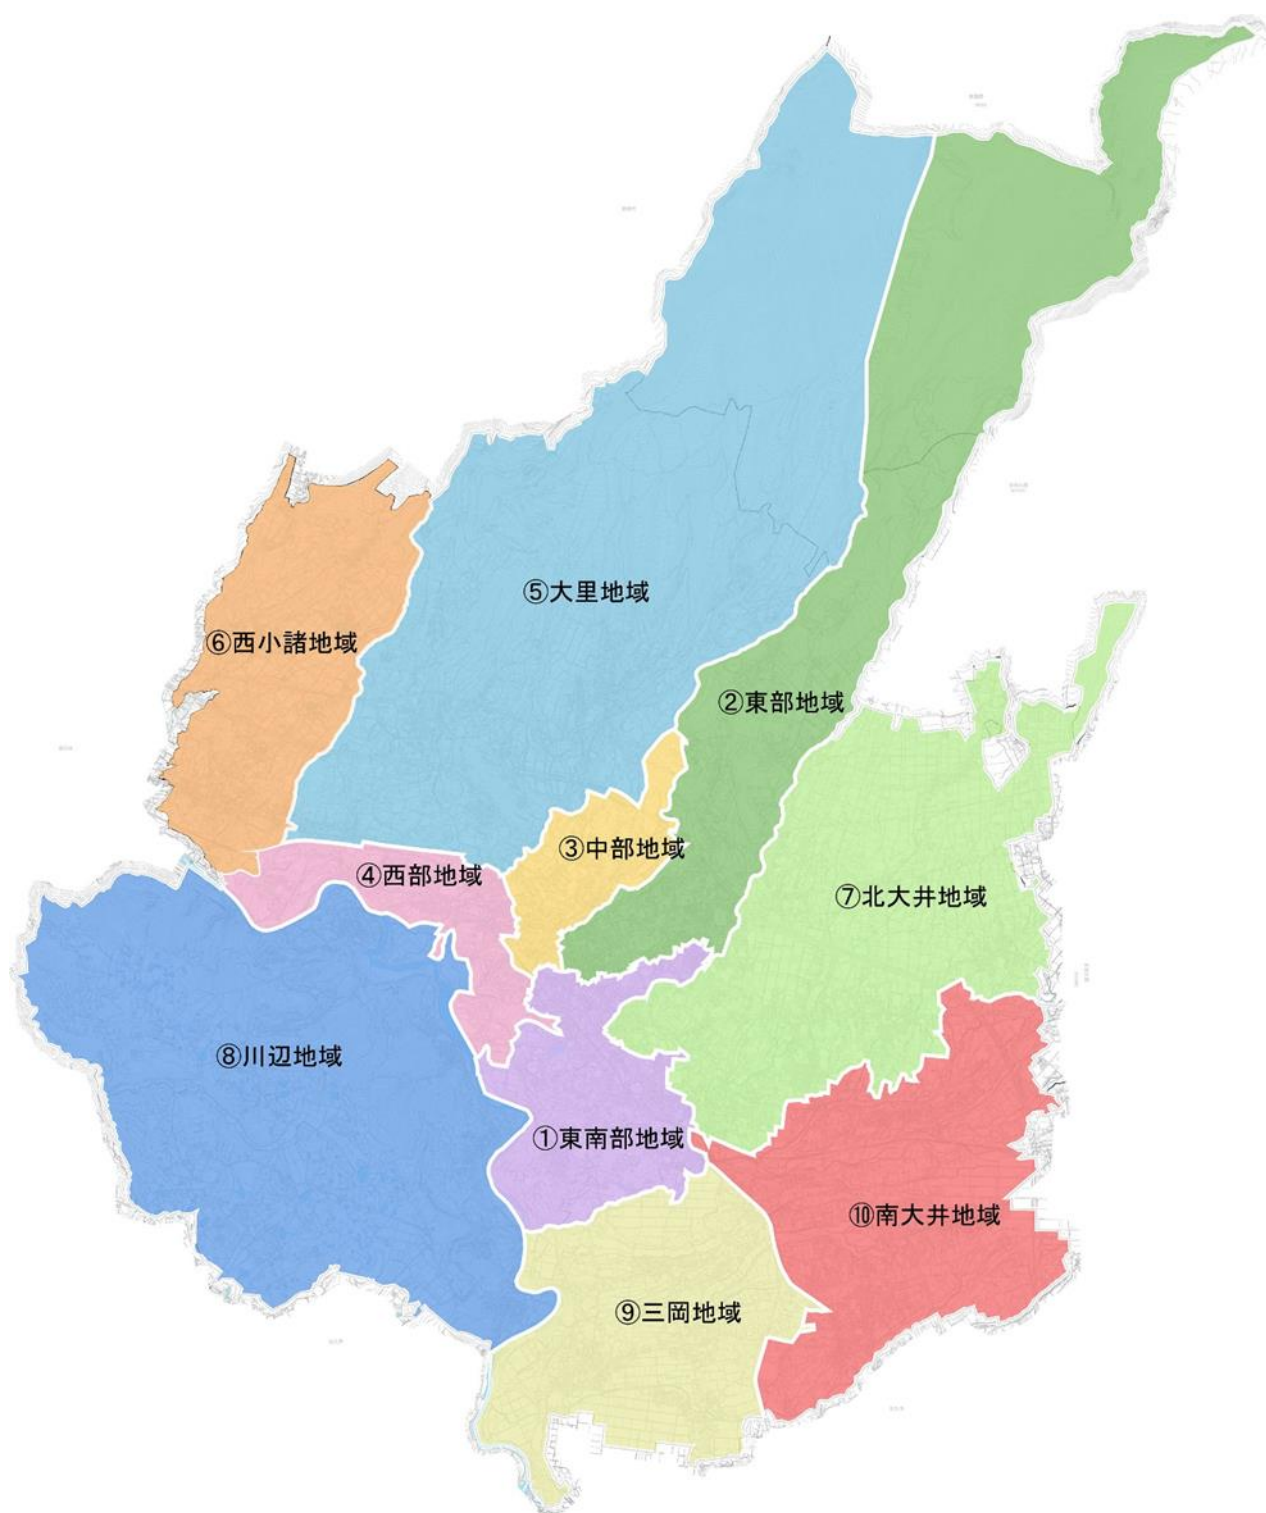 ⑤大里地域
⑥西小諸地域
②東部地域
③中部地域
④西部地域
⑦北大井地域
⑧川辺地域
①東南部地域
⑩南大井地域
⑨三岡地域